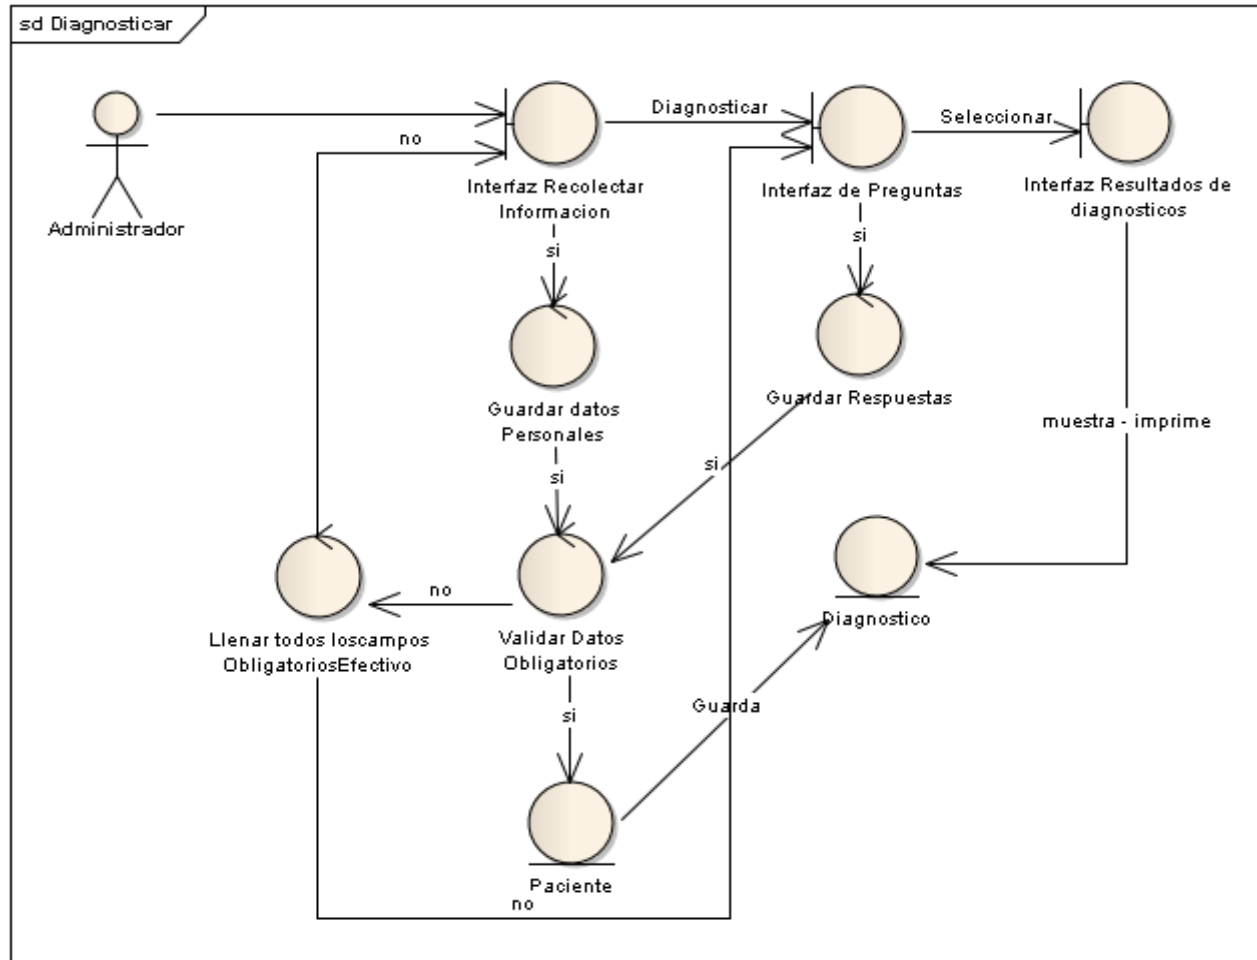 sd Diagnosticar
Administrador
no
Diagnosticar
Seleccionar
Interfaz Recolectar
Informacion
Interfaz de Preguntas
Interfaz Resultados de
diagnosticos
si
si
Guardar datos
Personales
Guardar Respuestas
muestra - imprime
si
si
no
Llenar todos loscampos
ObligatoriosEfectivo
Validar Datos
Obligatorios
Diagnostico
si
Guarda
Paciente
no